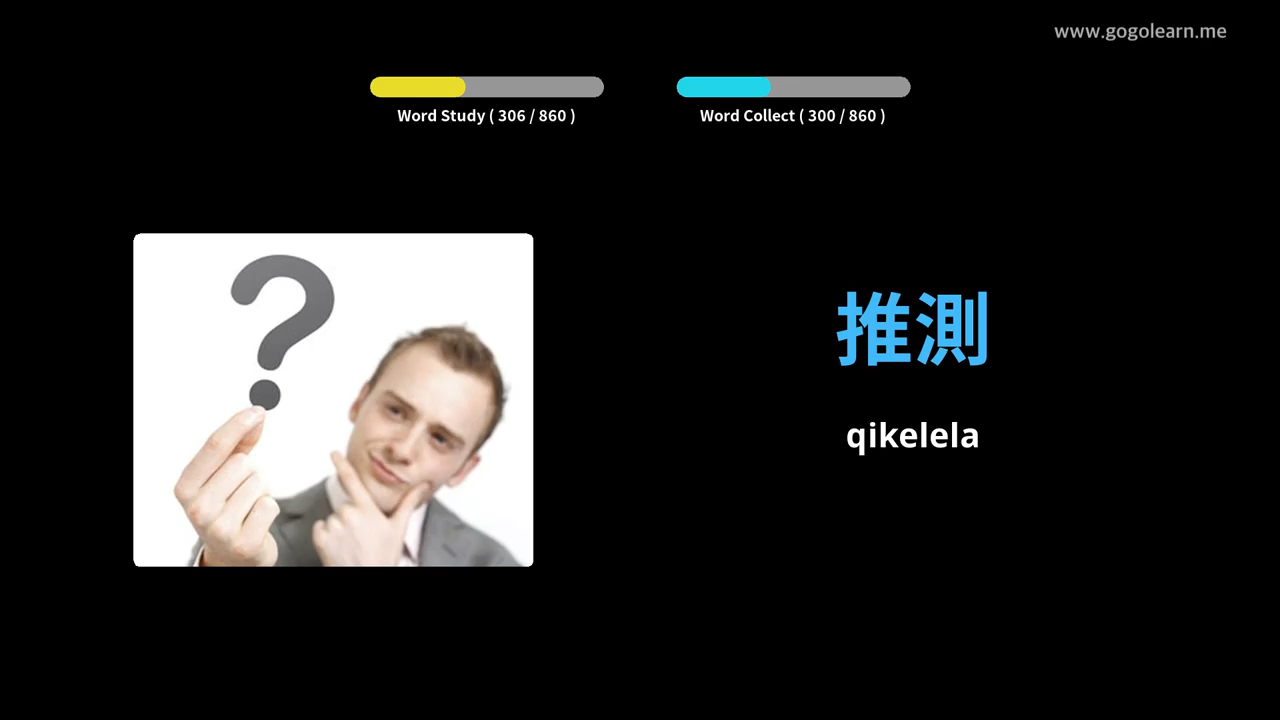 www.gogolearn.me
Word Study ( 306 / 860 )
Word Collect ( 300 / 860 )
?
推測
qikelela